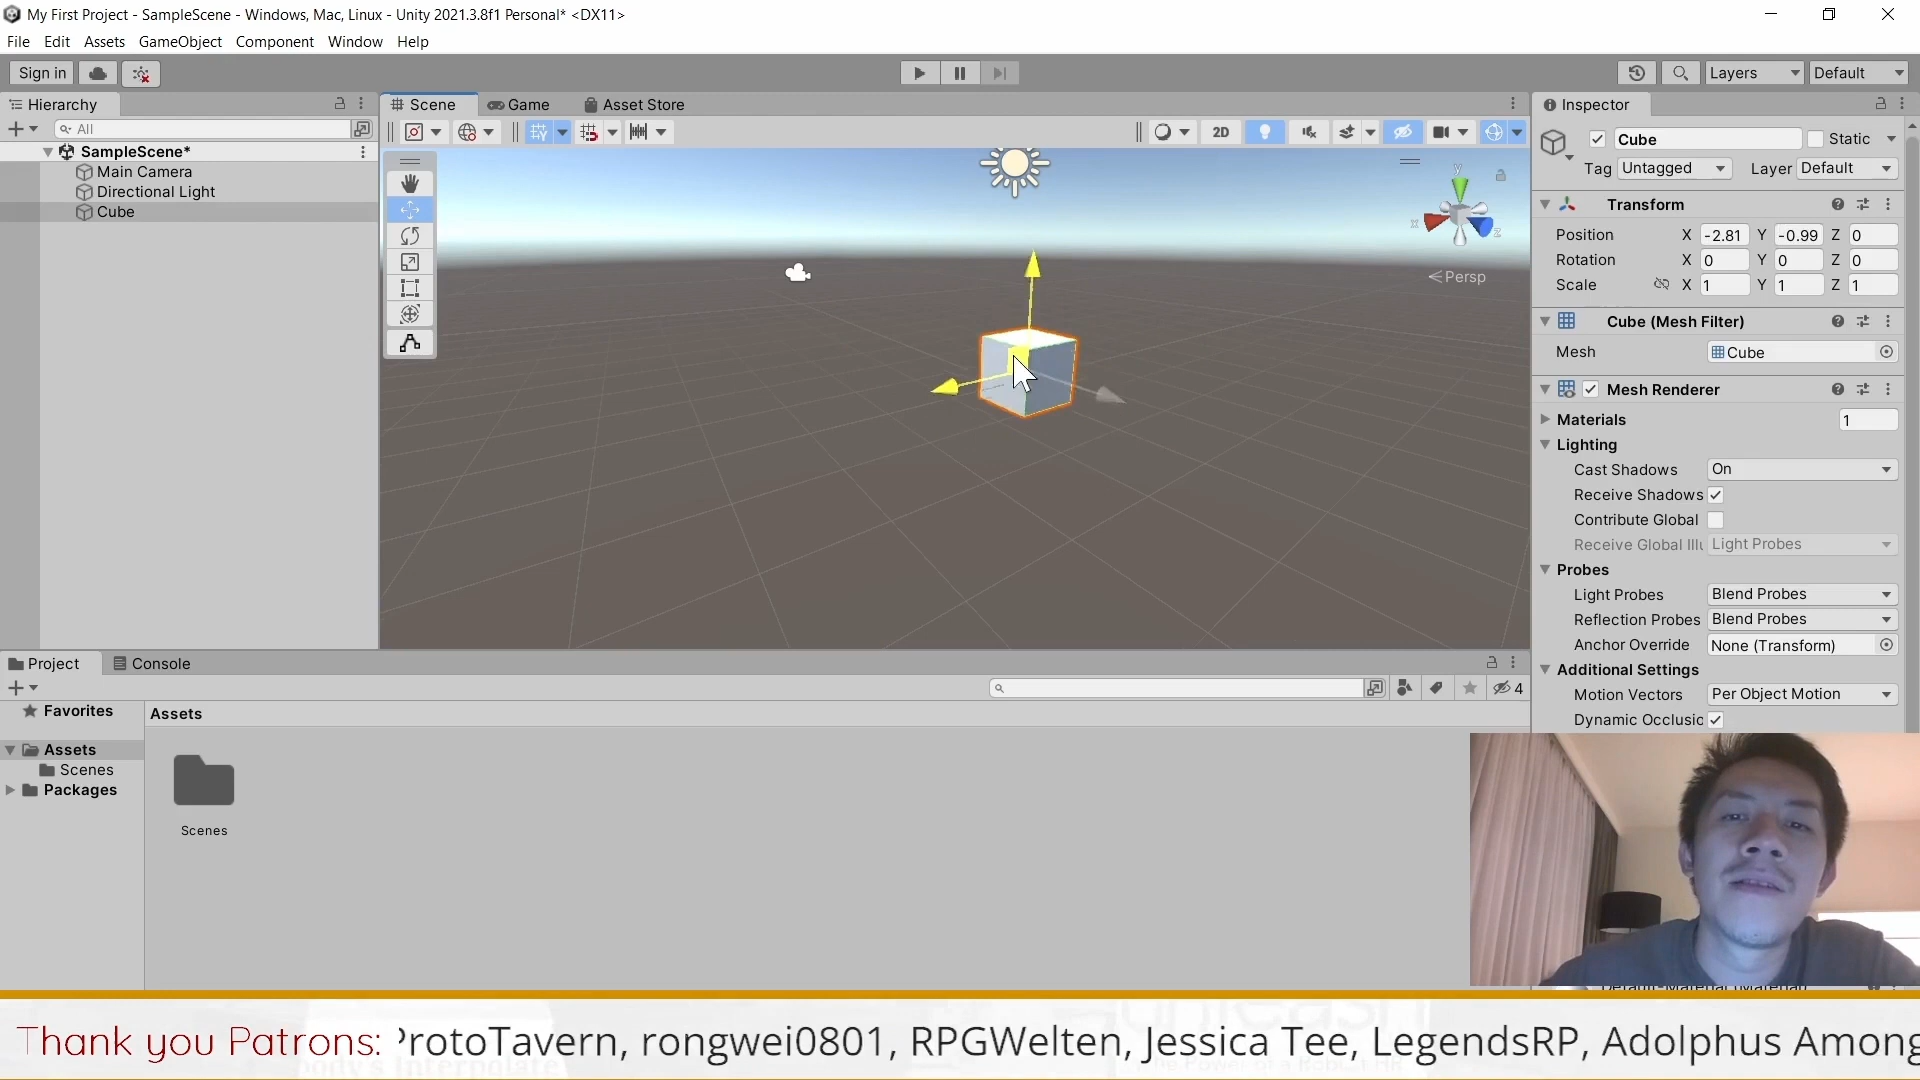 My First Project - SampleScene - Windows, Mac, Linux - Unity 2021.3.8f1 Personal* <DX11>
File Edit Assets GameObject Component Window Help
Sign in
Layers Default
Hierarchy
All
SampleScene*
Main Camera
Directional Light
Cube
Scene Game Asset Store
2D
y
x
z
Persp
Inspector
Cube Static
Tag Untagged Layer Default
Transform
Position X -2.81 Y -0.99 Z 0
Rotation X 0 Y 0 Z 0
Scale X 1 Y 1 Z 1
Cube (Mesh Filter)
Mesh Cube
Mesh Renderer
Materials 1
Lighting
Cast Shadows On
Receive Shadows
Contribute Global
Receive Global Illu Light Probes
Probes
Light Probes Blend Probes
Reflection Probes Blend Probes
Anchor Override None (Transform)
Additional Settings
Motion Vectors Per Object Motion
Dynamic Occlusic
Project Console
4
Favorites
Assets
Scenes
Packages
Assets
Scenes
Thank you Patrons: ProtoTavern, rongwei0801, RPGWelten, Jessica Tee, LegendsRP, Adolphus Among